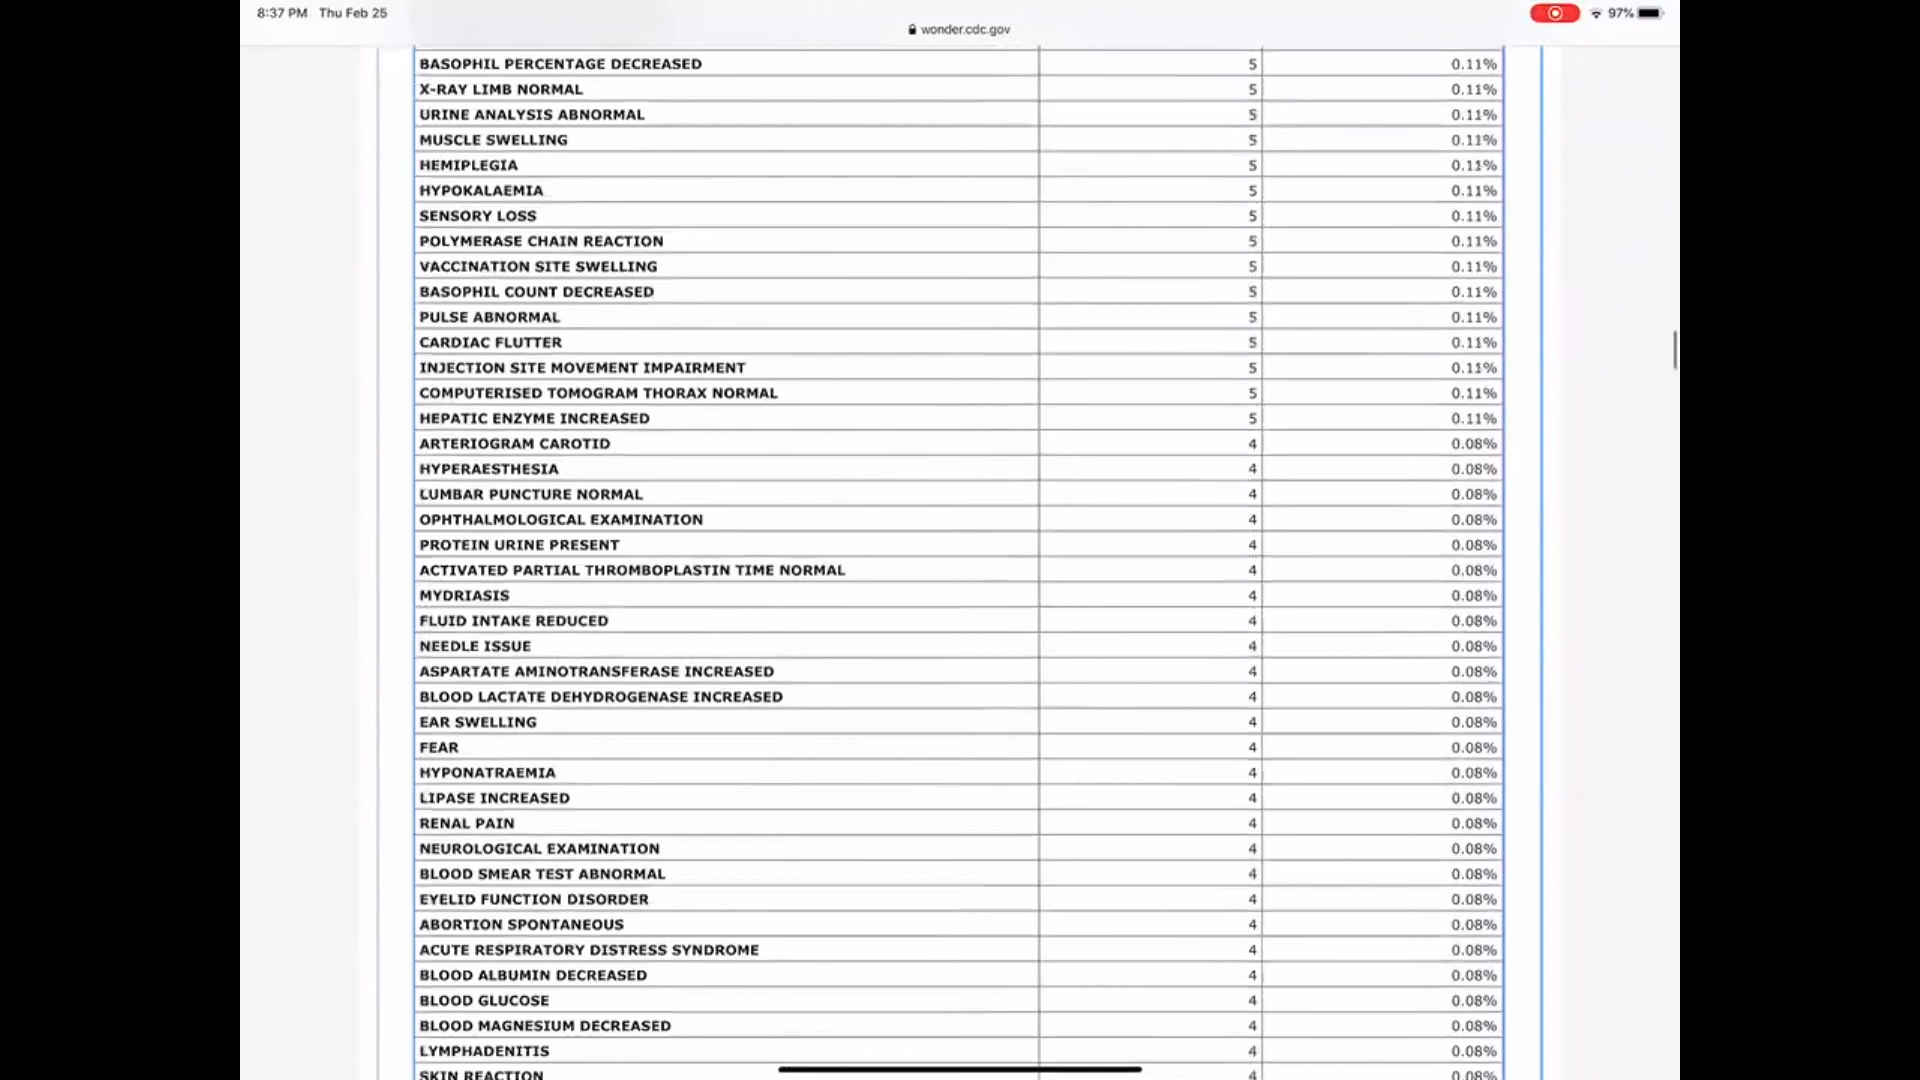 8:37 PM Thu Feb 25
97%
wonder.cdc.gov
BASOPHIL PERCENTAGE DECREASED 5 0.11%
X-RAY LIMB NORMAL 5 0.11%
URINE ANALYSIS ABNORMAL 5 0.11%
MUSCLE SWELLING 5 0.11%
HEMIPLEGIA 5 0.11%
HYPOKALAEMIA 5 0.11%
SENSORY LOSS 5 0.11%
POLYMERASE CHAIN REACTION 5 0.11%
VACCINATION SITE SWELLING 5 0.11%
BASOPHIL COUNT DECREASED 5 0.11%
PULSE ABNORMAL 5 0.11%
CARDIAC FLUTTER 5 0.11%
INJECTION SITE MOVEMENT IMPAIRMENT 5 0.11%
COMPUTERISED TOMOGRAM THORAX NORMAL 5 0.11%
HEPATIC ENZYME INCREASED 5 0.11%
ARTERIOGRAM CAROTID 4 0.08%
HYPERAESTHESIA 4 0.08%
LUMBAR PUNCTURE NORMAL 4 0.08%
OPHTHALMOLOGICAL EXAMINATION 4 0.08%
PROTEIN URINE PRESENT 4 0.08%
ACTIVATED PARTIAL THROMBOPLASTIN TIME NORMAL 4 0.08%
MYDRIASIS 4 0.08%
FLUID INTAKE REDUCED 4 0.08%
NEEDLE ISSUE 4 0.08%
ASPARTATE AMINOTRANSFERASE INCREASED 4 0.08%
BLOOD LACTATE DEHYDROGENASE INCREASED 4 0.08%
EAR SWELLING 4 0.08%
FEAR 4 0.08%
HYPONATRAEMIA 4 0.08%
LIPASE INCREASED 4 0.08%
RENAL PAIN 4 0.08%
NEUROLOGICAL EXAMINATION 4 0.08%
BLOOD SMEAR TEST ABNORMAL 4 0.08%
EYELID FUNCTION DISORDER 4 0.08%
ABORTION SPONTANEOUS 4 0.08%
ACUTE RESPIRATORY DISTRESS SYNDROME 4 0.08%
BLOOD ALBUMIN DECREASED 4 0.08%
BLOOD GLUCOSE 4 0.08%
BLOOD MAGNESIUM DECREASED 4 0.08%
LYMPHADENITIS 4 0.08%
SKIN REACTION 4 0.08%